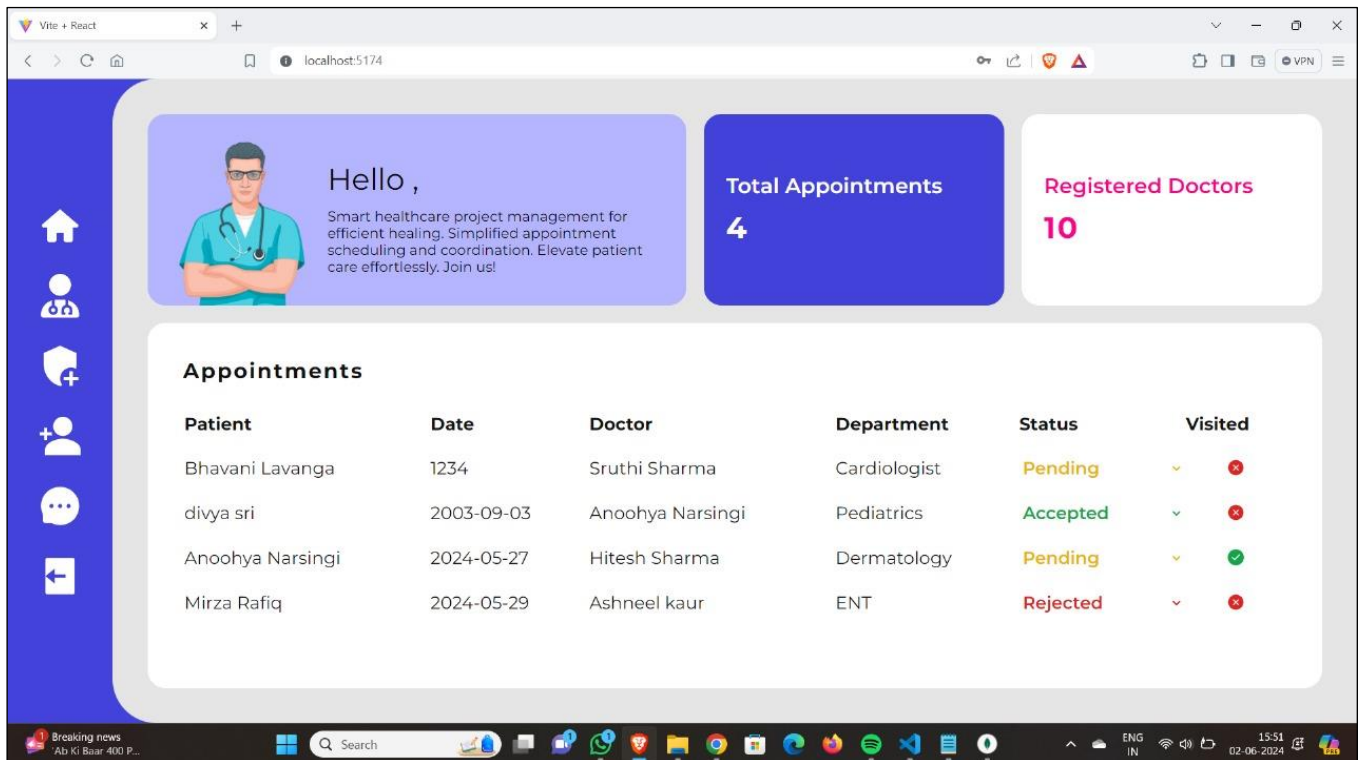 Vite + React
localhost:5174
VPN
Hello ,
Smart healthcare project management for
efficient healing. Simplified appointment
scheduling and coordination. Elevate patient
care effortlessly. Join us!
Total Appointments
4
Registered Doctors
10
Appointments
Patient Date Doctor Department Status Visited
Bhavani Lavanga 1234 Sruthi Sharma Cardiologist Pending
divya sri 2003-09-03 Anoohya Narsingi Pediatrics Accepted
Anoohya Narsingi 2024-05-27 Hitesh Sharma Dermatology Pending
Mirza Rafiq 2024-05-29 Ashneel kaur ENT Rejected
1
Breaking news
'Ab Ki Baar 400 P...
Search
1
1
ENG
IN
15:51
02-06-2024